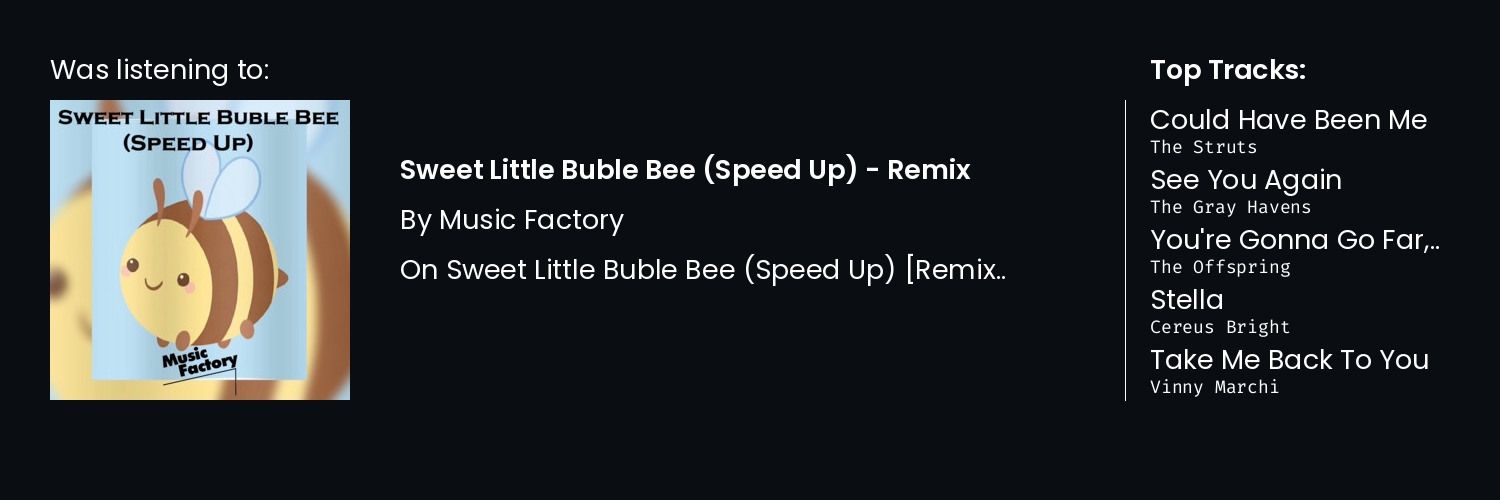 Was listening to:
SWEET LITTLE BUBLE BEE
(SPEED UP)
Music
Factory
Sweet Little Buble Bee (Speed Up) - Remix
By Music Factory
On Sweet Little Buble Bee (Speed Up) [Remix..
Top Tracks:
Could Have Been Me
The Struts
See You Again
The Gray Havens
You're Gonna Go Far,..
The Offspring
Stella
Cereus Bright
Take Me Back To You
Vinny Marchi